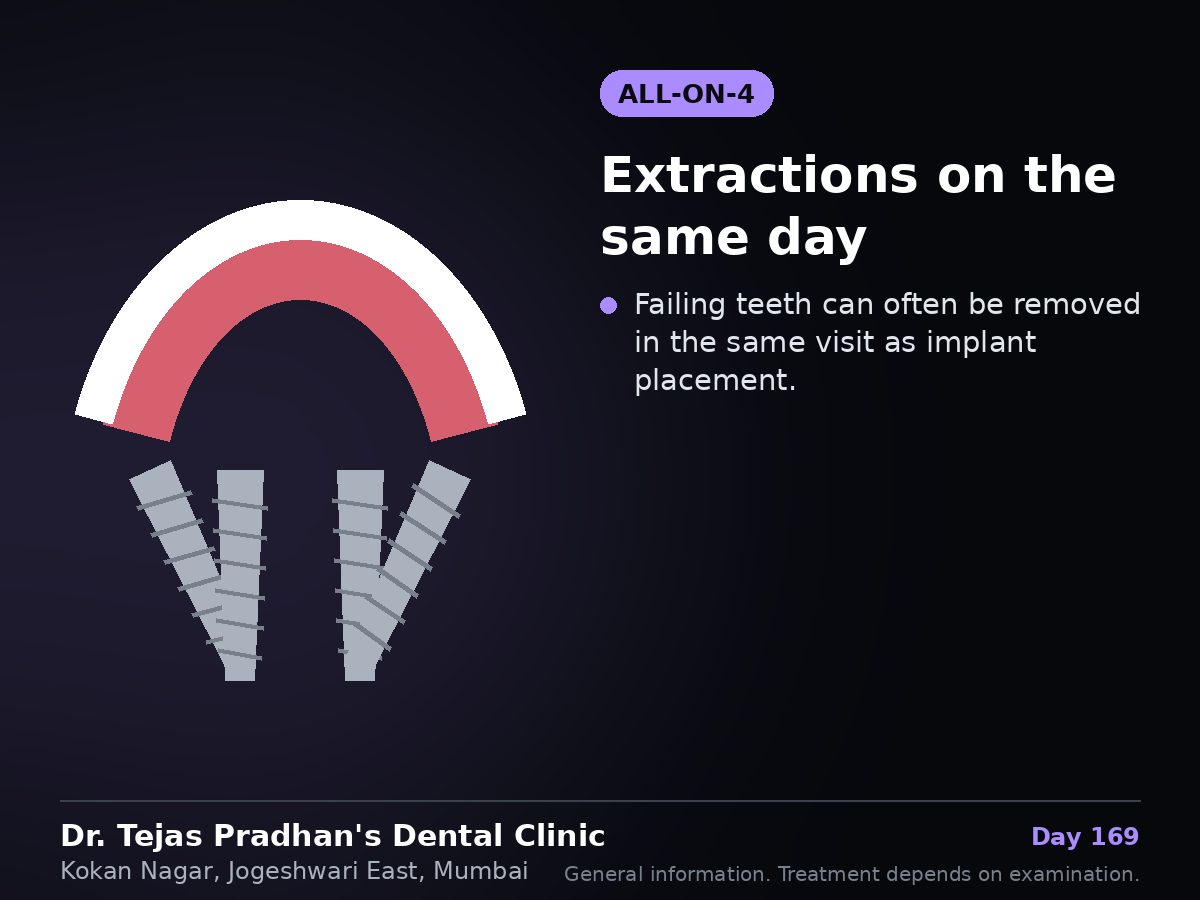 ALL-ON-4
Extractions on the
same day
Failing teeth can often be removed
in the same visit as implant
placement.
Dr. Tejas Pradhan's Dental Clinic
Day 169
Kokan Nagar, Jogeshwari East, Mumbai
General information. Treatment depends on examination.